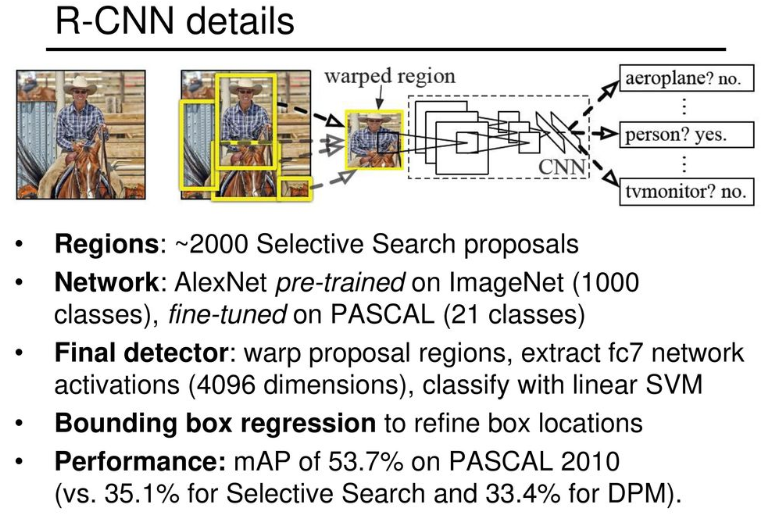 R-CNN details
warped region
aeroplane? no.
person? yes.
tvmonitor? no.
CNN
• Regions: ~2000 Selective Search proposals
• Network: AlexNet pre-trained on ImageNet (1000
classes), fine-tuned on PASCAL (21 classes)
• Final detector: warp proposal regions, extract fc7 network
activations (4096 dimensions), classify with linear SVM
• Bounding box regression to refine box locations
• Performance: mAP of 53.7% on PASCAL 2010
(vs. 35.1% for Selective Search and 33.4% for DPM).